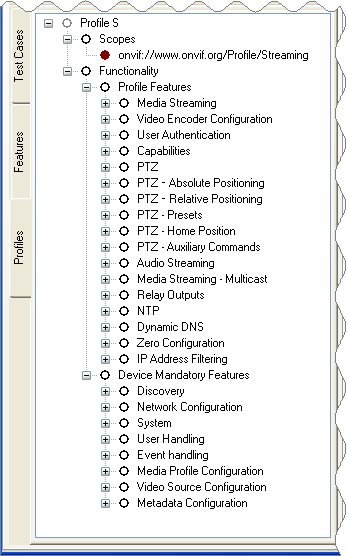 Test Cases
Features
Profiles
Profile S
Scopes
onvif://www.onvif.org/Profile/Streaming
Functionality
Profile Features
Media Streaming
Video Encoder Configuration
User Authentication
Capabilities
PTZ
PTZ - Absolute Positioning
PTZ - Relative Positioning
PTZ - Presets
PTZ - Home Position
PTZ - Auxiliary Commands
Audio Streaming
Media Streaming - Multicast
Relay Outputs
NTP
Dynamic DNS
Zero Configuration
IP Address Filtering
Device Mandatory Features
Discovery
Network Configuration
System
User Handling
Event handling
Media Profile Configuration
Video Source Configuration
Metadata Configuration